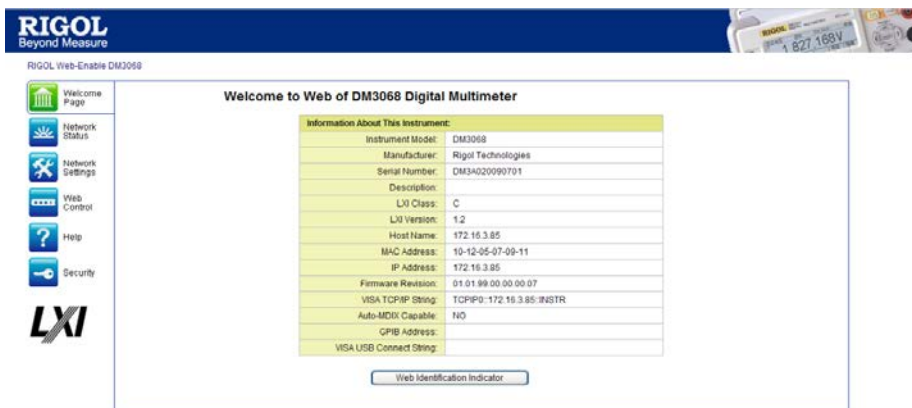 RIGOL
Beyond Measure
RIGOL
1 827.168V
RIGOL Web-Enable DM3068
Welcome
Page
Network
Status
Network
Settings
Web
Control
Help
Security
LXI
Welcome to Web of DM3068 Digital Multimeter
Information About This Instrument:
Instrument Model: DM3068
Manufacturer: Rigol Technologies
Serial Number: DM3A020090701
Description:
LXI Class: C
LXI Version: 1.2
Host Name: 172.16.3.85
MAC Address: 10-12-05-07-09-11
IP Address: 172.16.3.85
Firmware Revision: 01.01.99.00.00.00.07
VISA TCP/IP String: TCPIP0::172.16.3.85::INSTR
Auto-MDIX Capable: NO
GPIB Address:
VISA USB Connect String:
Web Identification Indicator